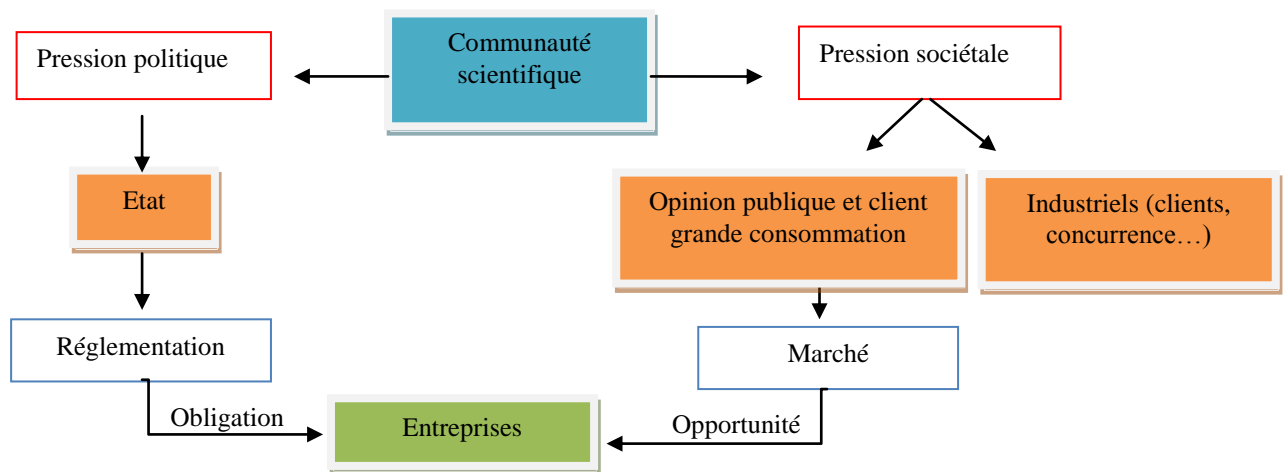 Pression politique
Communauté
scientifique
Pression sociétale
Etat
Opinion publique et client
grande consommation
Industriels (clients,
concurrence…)
Réglementation
Marché
Obligation
Entreprises
Opportunité